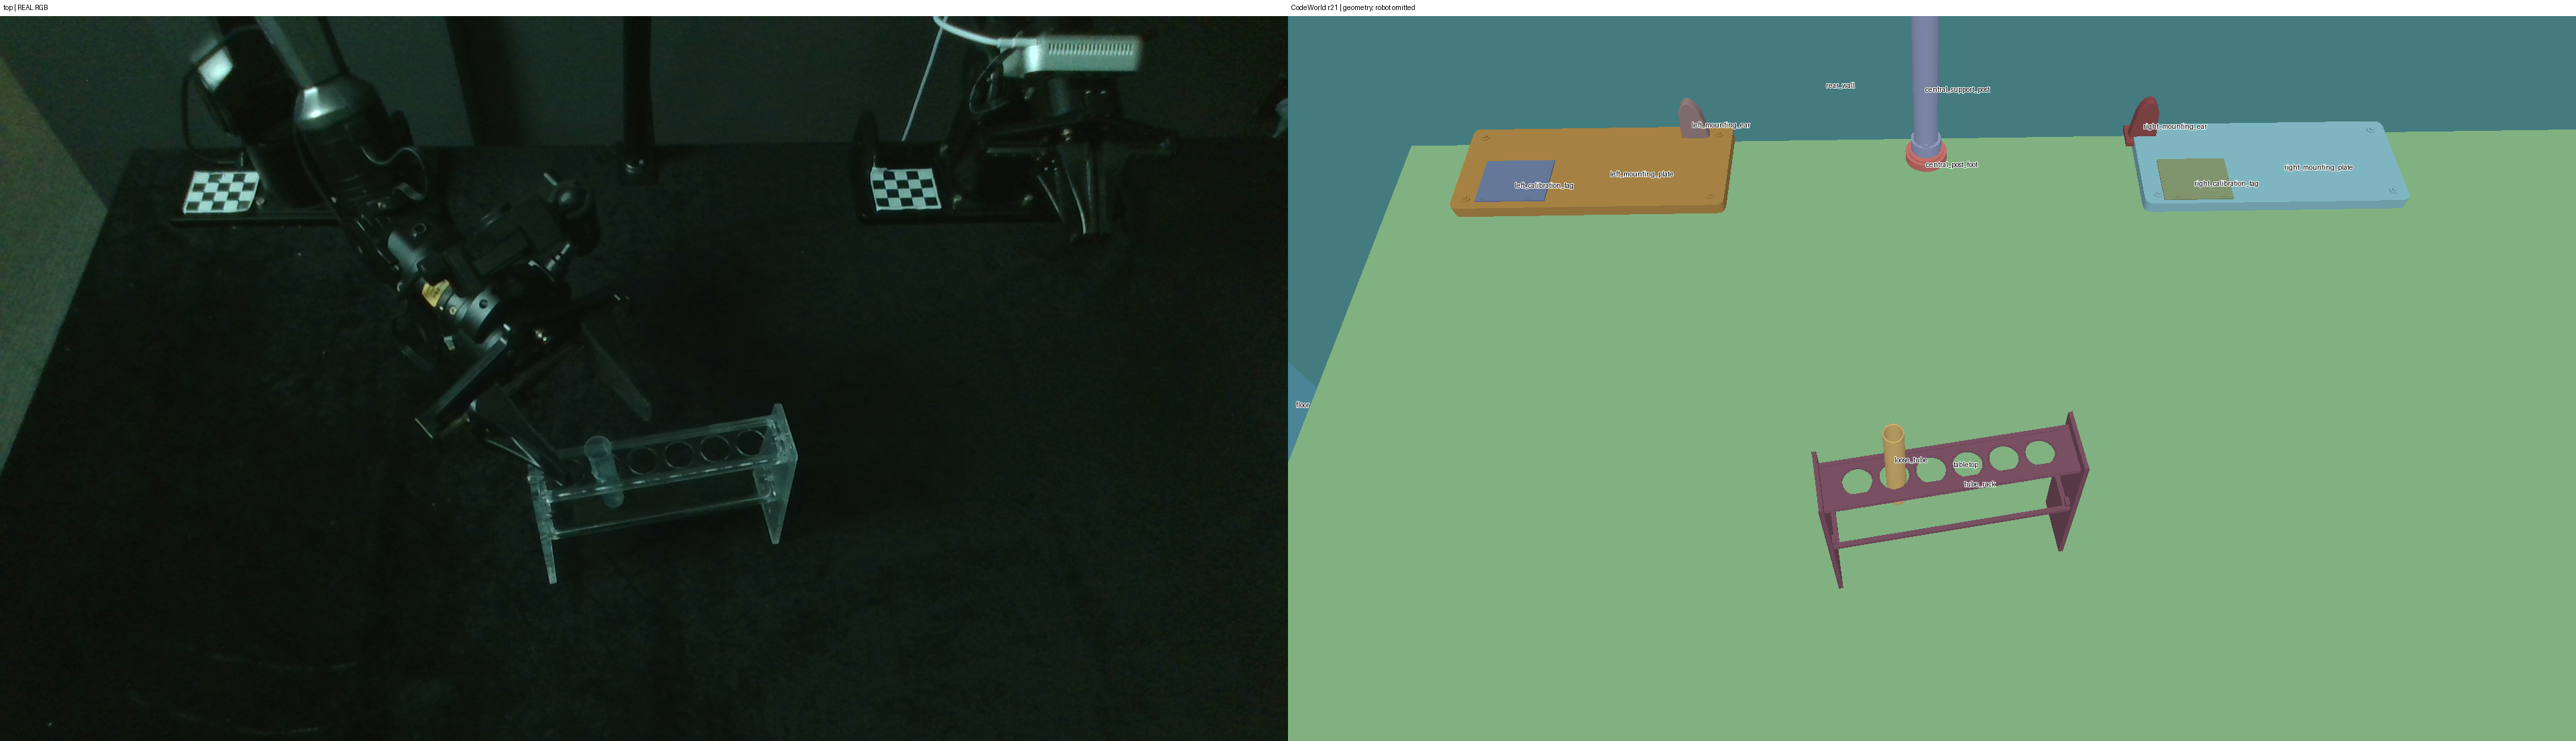 top | REAL RGB
CodeWorld r21 | geometry; robot omitted
rear_wall
central_support_post
left_mounting_ear
right_mounting_ear
central_post_foot
left_mounting_plate
right_mounting_plate
left_calibration_tag
right_calibration_tag
floor
loose_tube
tabletop
tube_rack